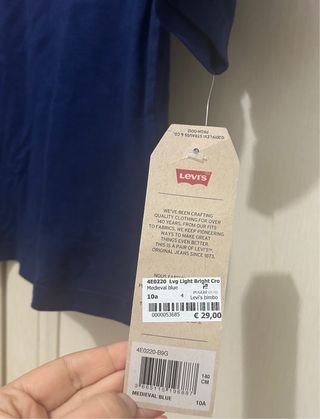 ©2019 LEVI STRAUSS & CO.
Levi's
WE'VE BEEN CRAFTING
QUALITY CLOTHING FOR OVER
140 YEARS. FROM OUR FITS
TO FABRICS, WE KEEP PIONEERING
WAYS TO MAKE GREAT
THINGS EVEN BETTER.
THIS IS A PAIR OF LEVI'S
ORIGINAL JEANS SINCE 1873.
4E0220 Lvg Light Bright Cro
Medieval blue
10a 4 Levi's bimbo
0000053685 € 29,00
4E0220-B9G
140
CM
MEDIEVAL BLUE 10A